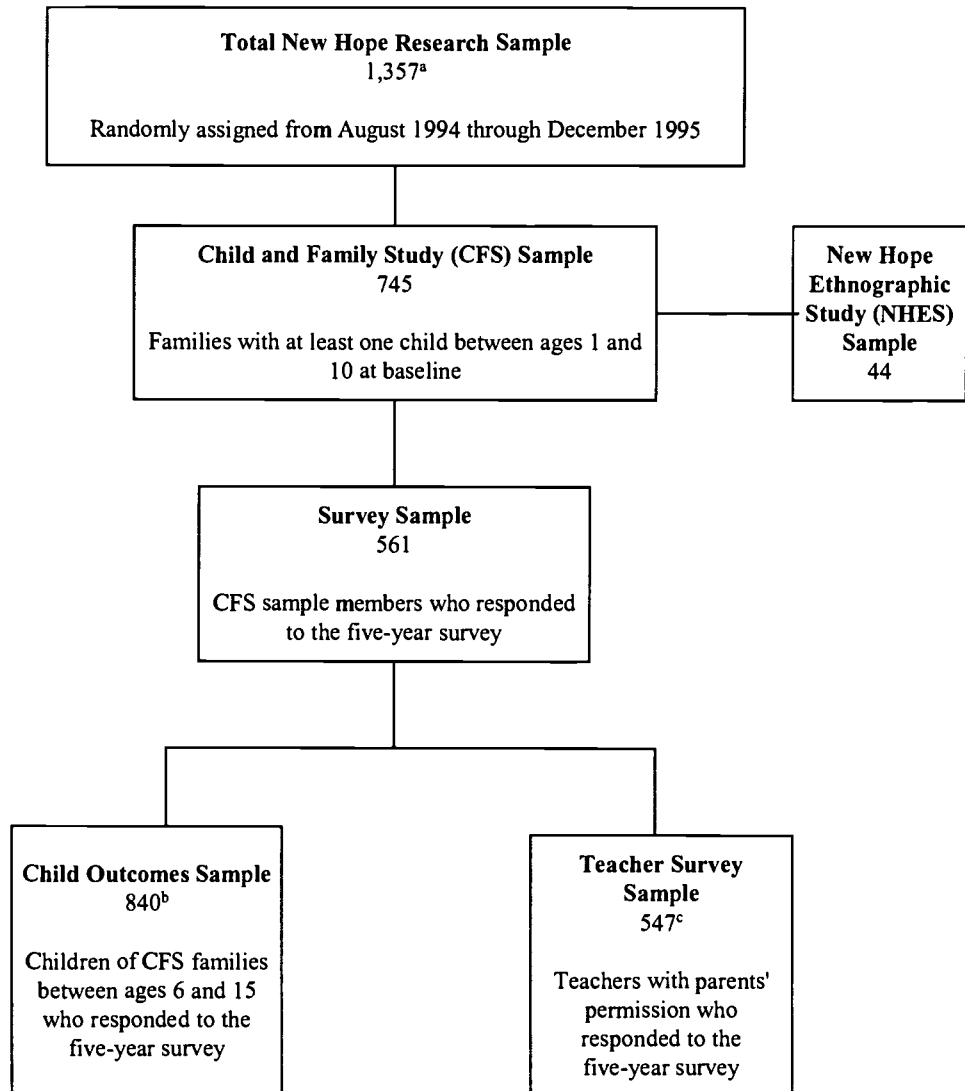 Total New Hope Research Sample
1,357ᵃ
Randomly assigned from August 1994 through December 1995
Child and Family Study (CFS) Sample
745
Families with at least one child between ages 1 and
10 at baseline
New Hope
Ethnographic
Study (NHES)
Sample
44
Survey Sample
561
CFS sample members who responded
to the five-year survey
Child Outcomes Sample
840ᵇ
Children of CFS families
between ages 6 and 15
who responded to the
five-year survey
Teacher Survey
Sample
547ᶜ
Teachers with parents'
permission who
responded to the
five-year survey